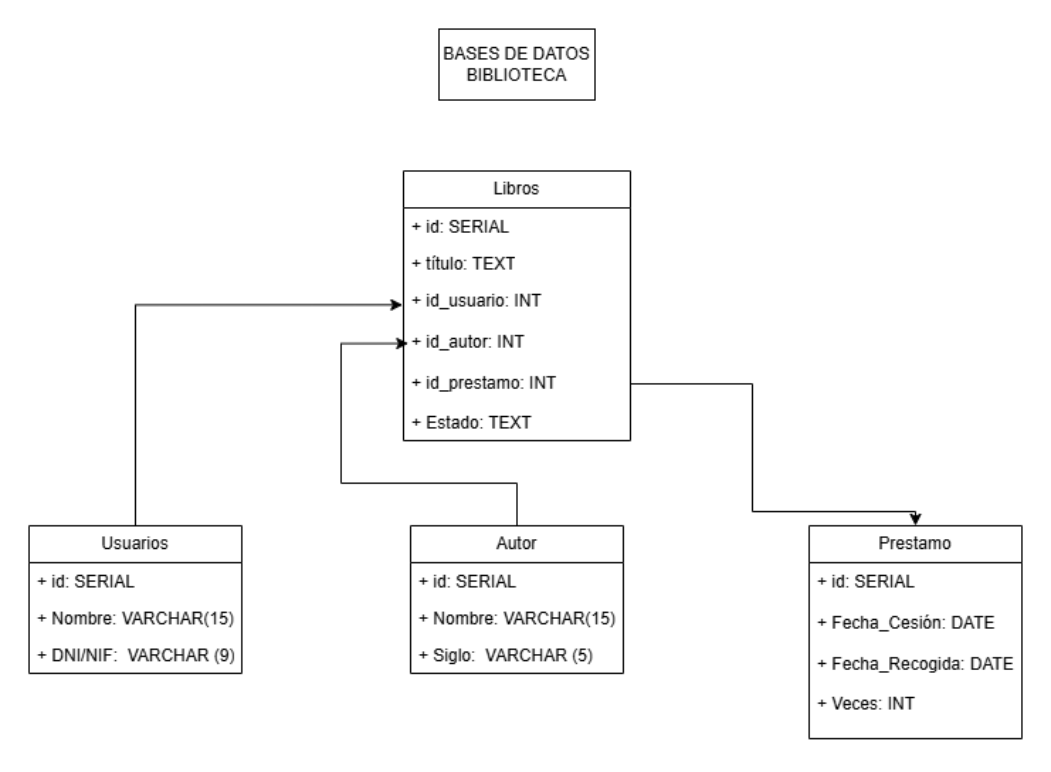 BASES DE DATOS
BIBLIOTECA
Libros
+ id: SERIAL
+ título: TEXT
+ id_usuario: INT
+ id_autor: INT
+ id_prestamo: INT
+ Estado: TEXT
Usuarios
+ id: SERIAL
+ Nombre: VARCHAR(15)
+ DNI/NIF:  VARCHAR (9)
Autor
+ id: SERIAL
+ Nombre: VARCHAR(15)
+ Siglo:  VARCHAR (5)
Prestamo
+ id: SERIAL
+ Fecha_Cesión: DATE
+ Fecha_Recogida: DATE
+ Veces: INT